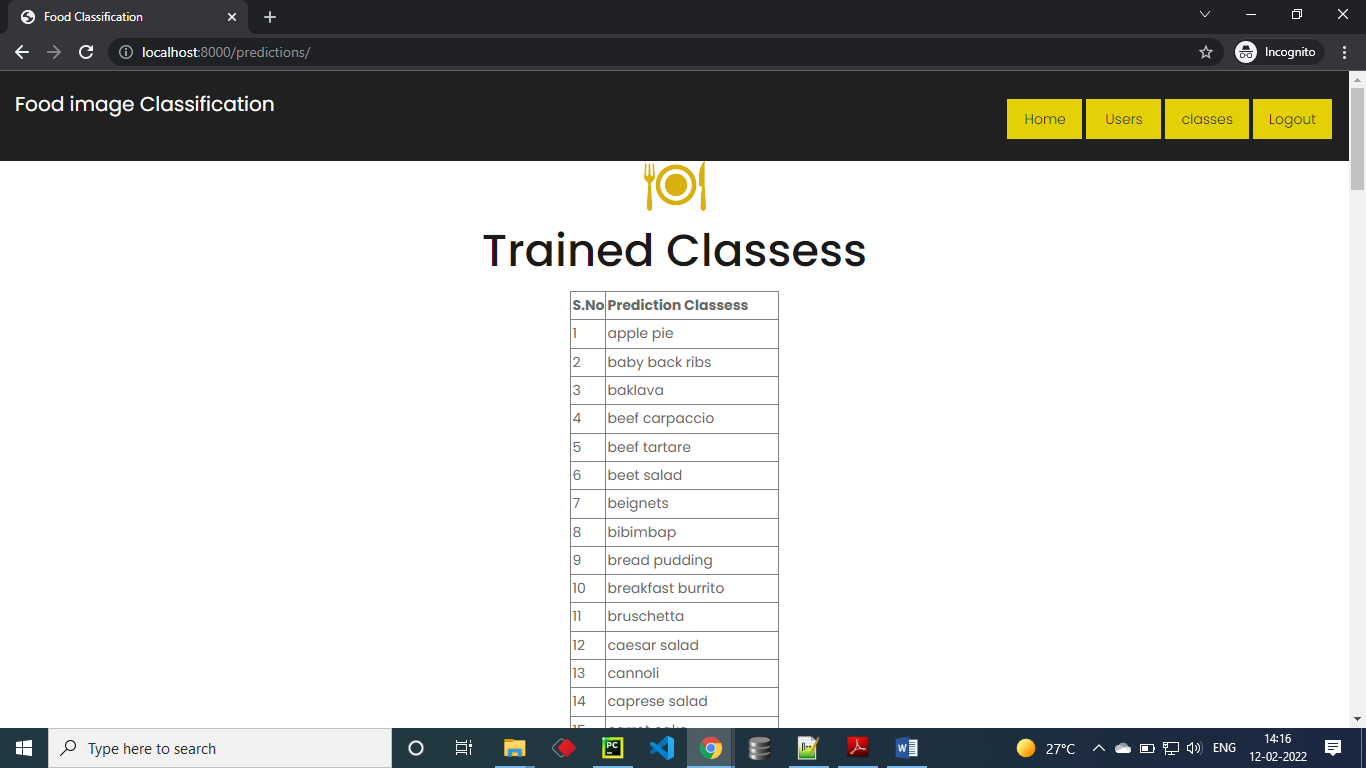 Food Classification
localhost:8000/predictions/
Incognito
Food image Classification
Home Users classes Logout
Trained Classess
S.No Prediction Classess
1 apple pie
2 baby back ribs
3 baklava
4 beef carpaccio
5 beef tartare
6 beet salad
7 beignets
8 bibimbap
9 bread pudding
10 breakfast burrito
11 bruschetta
12 caesar salad
13 cannoli
14 caprese salad
Type here to search
PC
W
27°C
ENG
14:16
12-02-2022